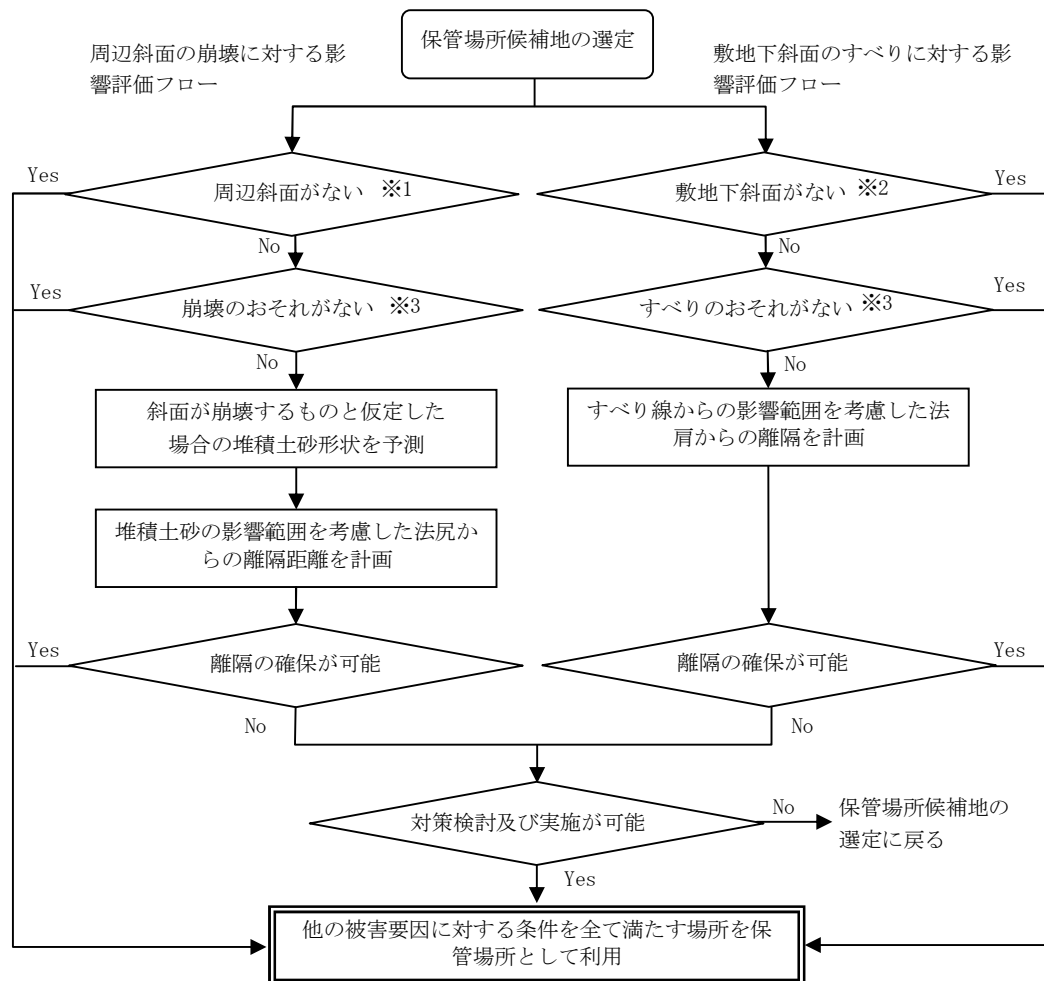 保管場所候補地の選定
周辺斜面の崩壊に対する影
響評価フロー
敷地下斜面のすべりに対する影
響評価フロー
Yes
周辺斜面がない ※1
敷地下斜面がない ※2
Yes
No
No
Yes
崩壊のおそれがない ※3
すべりのおそれがない ※3
Yes
No
No
斜面が崩壊するものと仮定した
場合の堆積土砂形状を予測
すべり線からの影響範囲を考慮した法
肩からの離隔を計画
堆積土砂の影響範囲を考慮した法尻か
らの離隔距離を計画
Yes
離隔の確保が可能
離隔の確保が可能
Yes
No
No
対策検討及び実施が可能
No
保管場所候補地の
選定に戻る
Yes
他の被害要因に対する条件を全て満たす場所を保
管場所として利用